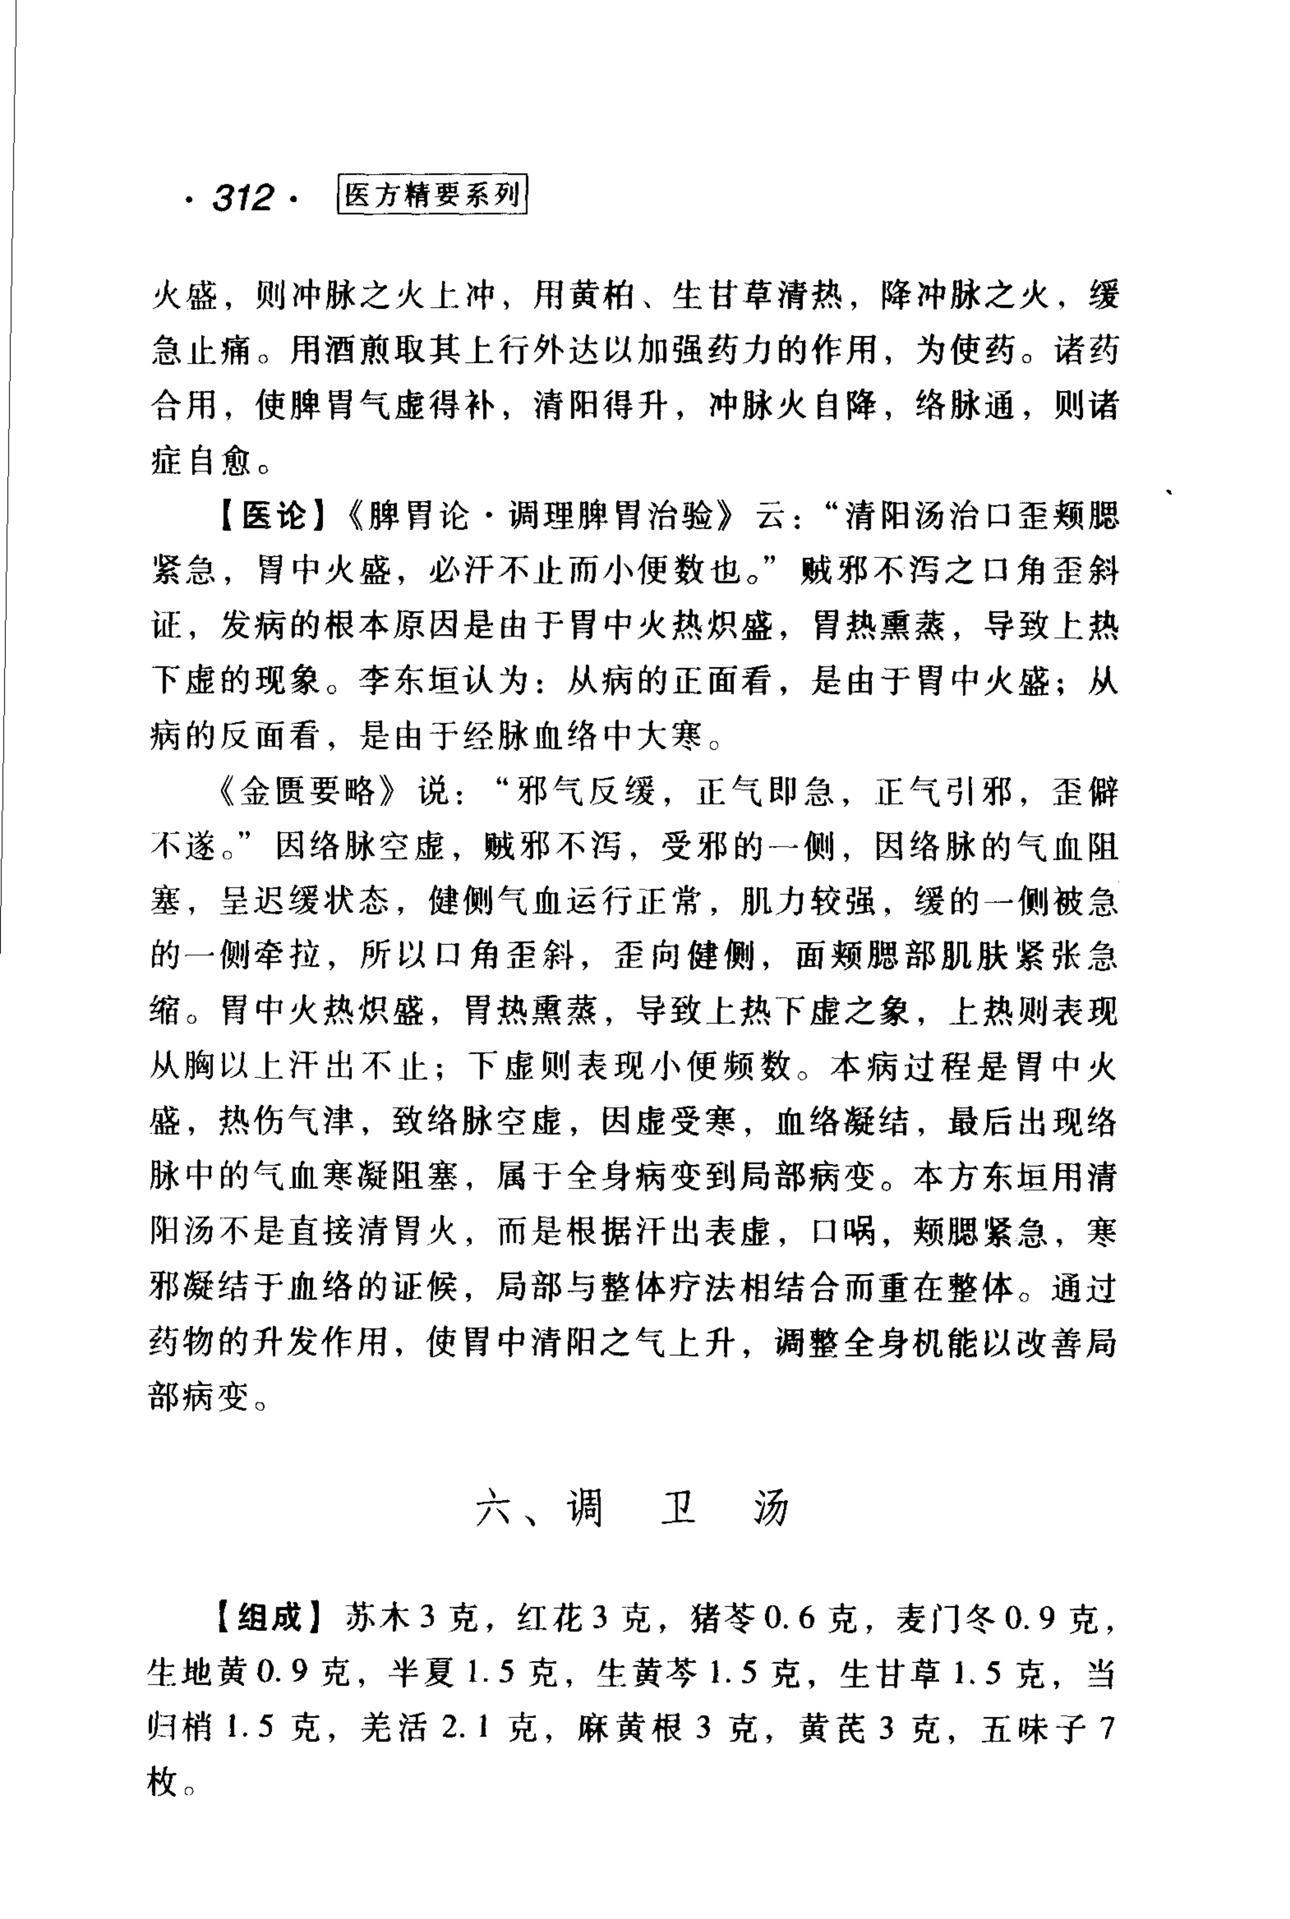 ·312· 医方精要系列
火盛，则冲脉之火上冲，用黄柏、生甘草清热，降冲脉之火，缓
急止痛。用酒煎取其上行外达以加强药力的作用，为使药。诸药
合用，使脾胃气虚得补，清阳得升，冲脉火自降，络脉通，则诸
症自愈。
【医论】《脾胃论·调理脾胃治验》云：“清阳汤治口歪颊腮
紧急，胃中火盛，必汗不止而小便数也。”贼邪不泻之口角歪斜
证，发病的根本原因是由于胃中火热炽盛，胃热熏蒸，导致上热
下虚的现象。李东垣认为：从病的正面看，是由于胃中火盛；从
病的反面看，是由于经脉血络中大寒。
《金匮要略》说：“邪气反缓，正气即急，正气引邪，歪僻
不遂。”因络脉空虚，贼邪不泻，受邪的一侧，因络脉的气血阻
塞，呈迟缓状态，健侧气血运行正常，肌力较强，缓的一侧被急
的一侧牵拉，所以口角歪斜，歪向健侧，面颊腮部肌肤紧张急
缩。胃中火热炽盛，胃热熏蒸，导致上热下虚之象，上热则表现
从胸以上汗出不止；下虚则表现小便频数。本病过程是胃中火
盛，热伤气津，致络脉空虚，因虚受寒，血络凝结，最后出现络
脉中的气血寒凝阻塞，属于全身病变到局部病变。本方东垣用清
阳汤不是直接清胃火，而是根据汗出表虚，口㖞，颊腮紧急，寒
邪凝结于血络的证候，局部与整体疗法相结合而重在整体。通过
药物的升发作用，使胃中清阳之气上升，调整全身机能以改善局
部病变。
六、调 卫 汤
【组成】苏木3克，红花3克，猪苓0.6克，麦门冬0.9克，
生地黄0.9克，半夏1.5克，生黄芩1.5克，生甘草1.5克，当
归梢1.5克，羌活2.1克，麻黄根3克，黄芪3克，五味子7
枚。